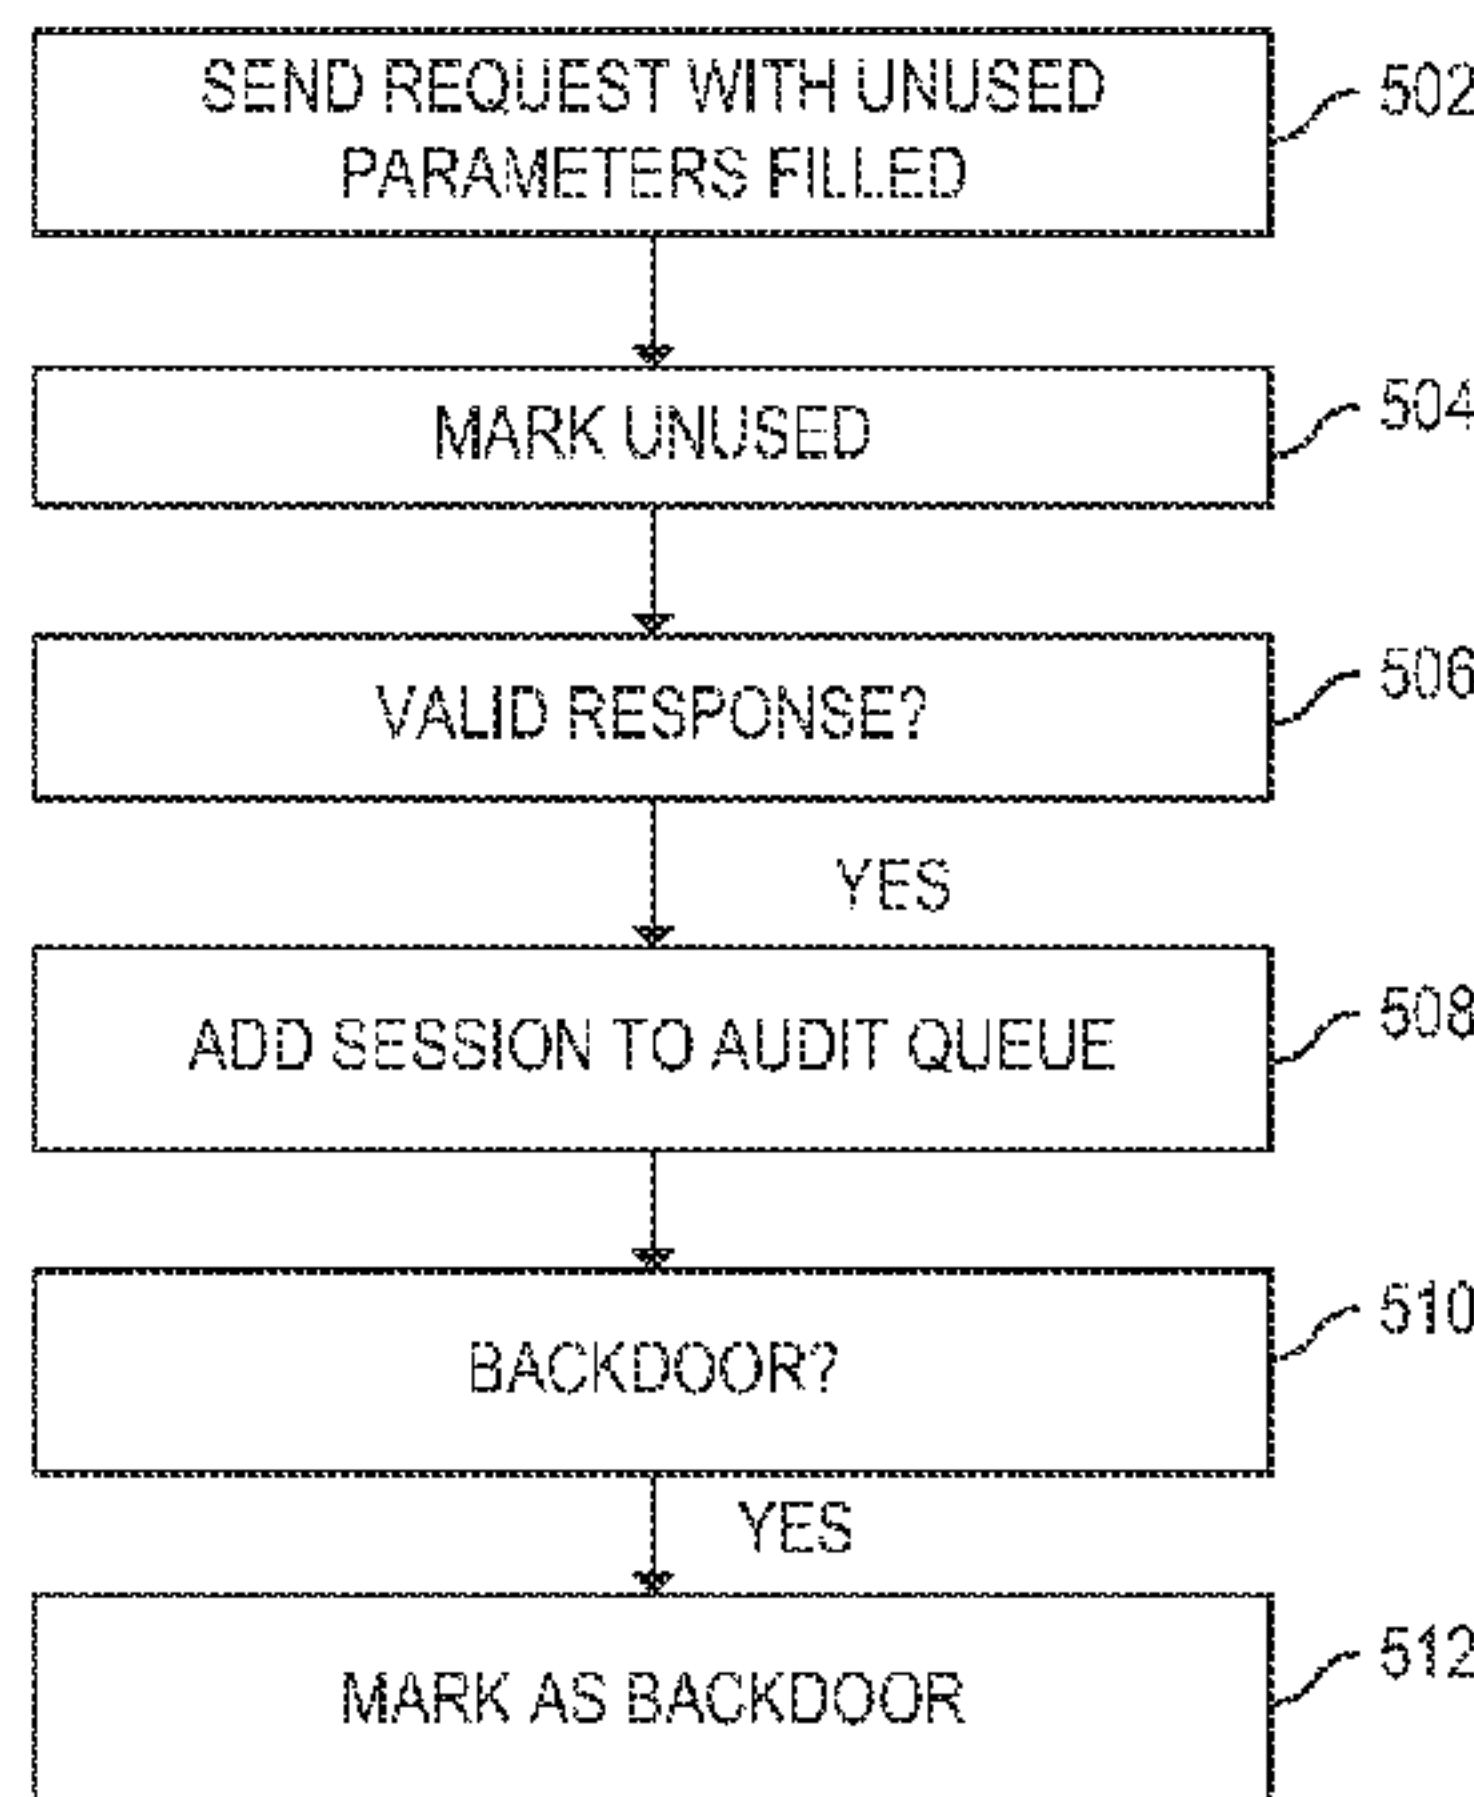 SEND REQUEST WITH UNUSED
PARAMETERS FILLED
502
MARK UNUSED
504
VALID RESPONSE?
506
YES
ADD SESSION TO AUDIT QUEUE
508
BACKDOOR?
510
YES
MARK AS BACKDOOR
512